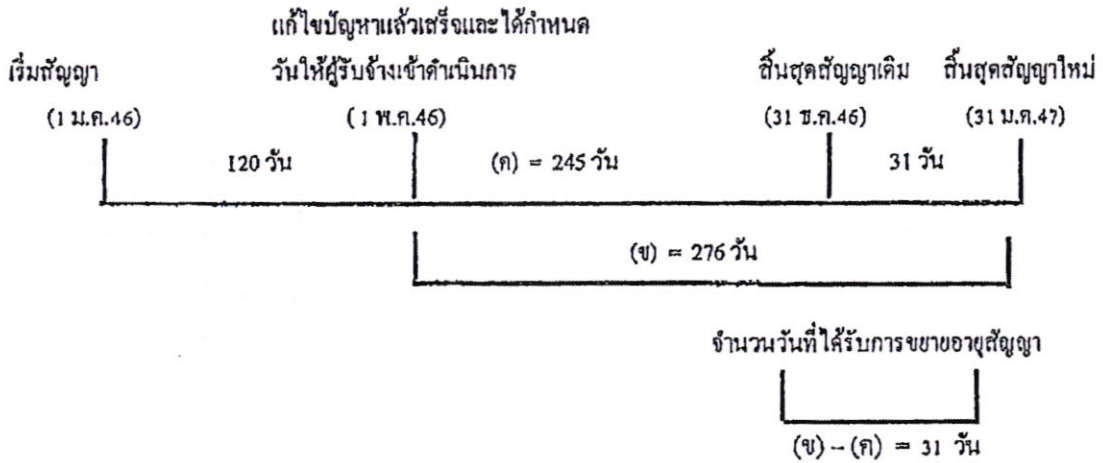 แก้ไขปัญหาแล้วเสร็จและได้กำหนด
เริ่มสัญญา วันให้ผู้รับจ้างเข้าดำเนินการ สิ้นสุดสัญญาเดิม สิ้นสุดสัญญาใหม่
(1 ม.ค.46) (1 พ.ค.46) (31 ธ.ค.46) (31 ม.ค.47)
120 วัน (ค) = 245 วัน 31 วัน
(ข) = 276 วัน
จำนวนวันที่ได้รับการขยายอายุสัญญา
(ข) – (ค) = 31 วัน